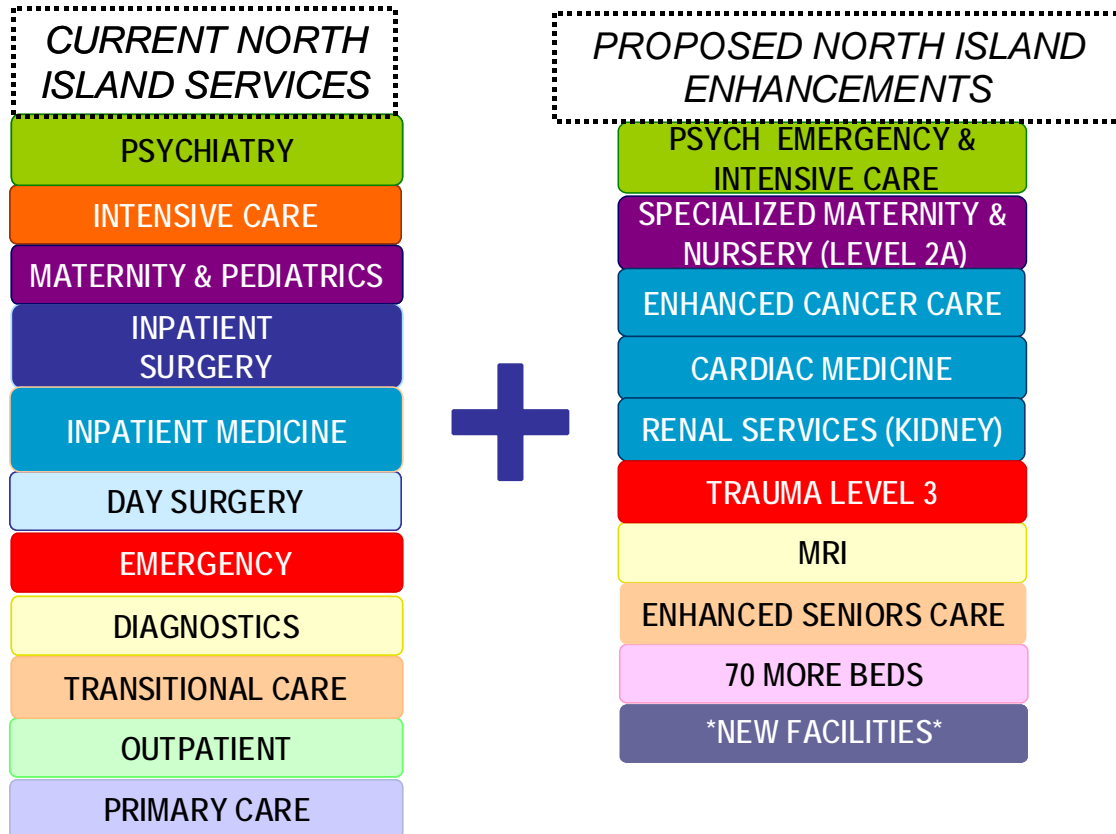 CURRENT NORTH
ISLAND SERVICES
PSYCHIATRY
INTENSIVE CARE
MATERNITY & PEDIATRICS
INPATIENT
SURGERY
INPATIENT MEDICINE
DAY SURGERY
EMERGENCY
DIAGNOSTICS
TRANSITIONAL CARE
OUTPATIENT
PRIMARY CARE
PROPOSED NORTH ISLAND
ENHANCEMENTS
PSYCH EMERGENCY &
INTENSIVE CARE
SPECIALIZED MATERNITY &
NURSERY (LEVEL 2A)
ENHANCED CANCER CARE
CARDIAC MEDICINE
RENAL SERVICES (KIDNEY)
TRAUMA LEVEL 3
MRI
ENHANCED SENIORS CARE
70 MORE BEDS
*NEW FACILITIES*